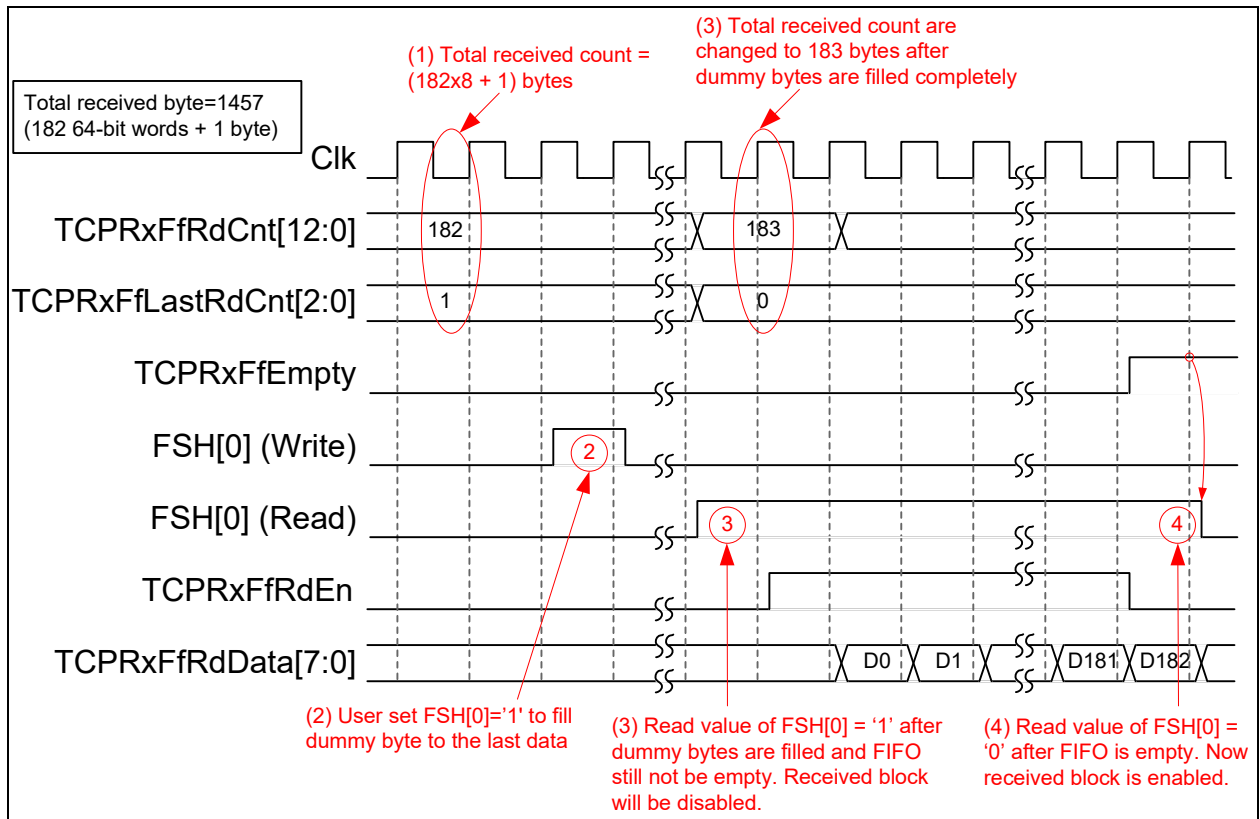 (1) Total received count =
(182x8 + 1) bytes
(3) Total received count are
changed to 183 bytes after
dummy bytes are filled completely
Total received byte=1457
(182 64-bit words + 1 byte)
Clk
TCPRxFfRdCnt[12:0]
182
183
TCPRxFfLastRdCnt[2:0]
1
0
TCPRxFfEmpty
FSH[0] (Write)
2
FSH[0] (Read)
3
4
TCPRxFfRdEn
TCPRxFfRdData[7:0]
D0
D1
D181
D182
(2) User set FSH[0]='1' to fill
dummy byte to the last data
(3) Read value of FSH[0] = ‘1’ after
dummy bytes are filled and FIFO
still not be empty. Received block
will be disabled.
(4) Read value of FSH[0] =
‘0’ after FIFO is empty. Now
received block is enabled.